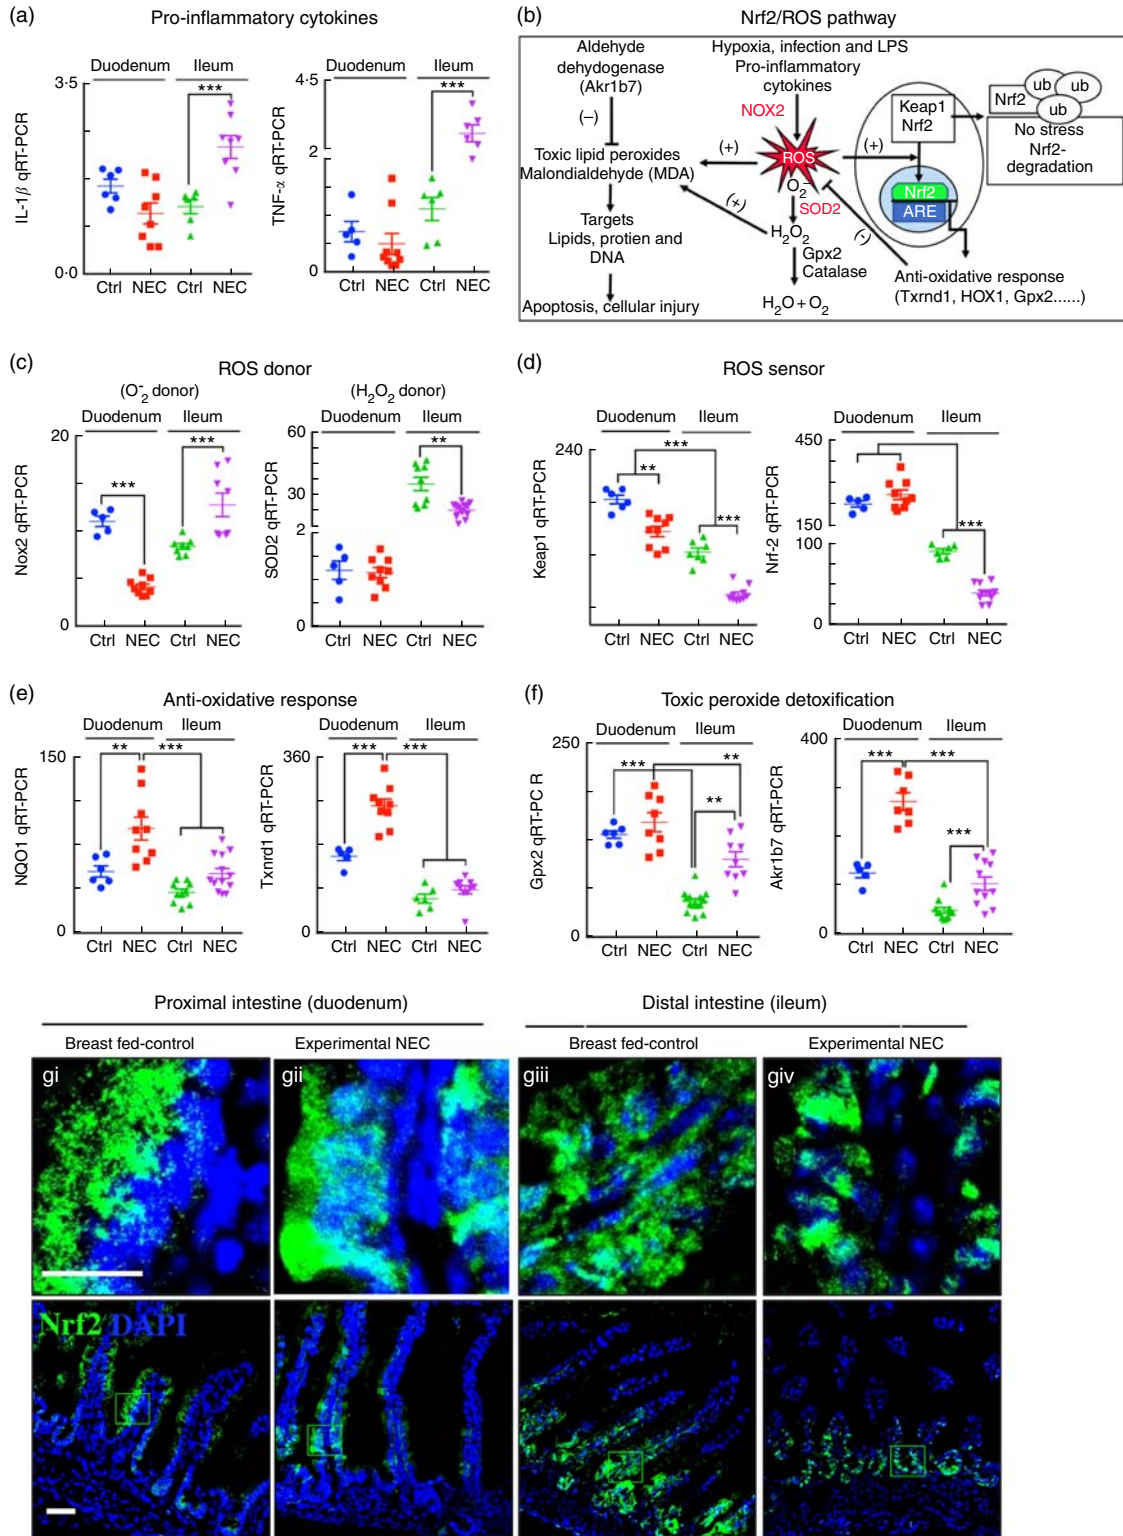 (a)
Pro-inflammatory cytokines
Duodenum
Ileum
3·5
***
IL-1β qRT-PCR
0·0
Ctrl
NEC
Ctrl
NEC
Duodenum
Ileum
4·5
***
TNF-α qRT-PCR
2
0
Ctrl
NEC
Ctrl
NEC
(b)
Nrf2/ROS pathway
Aldehyde
dehydogenase
(Akr1b7)
(−)
Toxic lipid peroxides
Malondialdehyde (MDA)
Targets
Lipids, protien and
DNA
Apoptosis, cellular injury
Hypoxia, infection and LPS
Pro-inflammatory
cytokines
NOX2
(+)
ROS
(+)
O2−
SOD2
(+)
H2O2
Gpx2
Catalase
H2O + O2
Keap1
Nrf2
Nrf2
ARE
(-)
Nrf2
ub
ub
ub
No stress
Nrf2-
degradation
Anti-oxidative response
(Txrnd1, HOX1, Gpx2......)
(c)
ROS donor
(O2− donor)
Duodenum
Ileum
20
***
***
Nox2 qRT-PCR
0
Ctrl
NEC
Ctrl
NEC
(H2O2 donor)
Duodenum
Ileum
60
**
30
2
SOD2 qRT-PCR
0
Ctrl
NEC
Ctrl
NEC
(d)
ROS sensor
Duodenum
Ileum
240
***
**
***
Keap1 qRT-PCR
Ctrl
NEC
Ctrl
NEC
Duodenum
Ileum
450
150
100
***
Nf-2 qRT-PCR
0
Ctrl
NEC
Ctrl
NEC
(e)
Anti-oxidative response
Duodenum
Ileum
150
**
***
NQO1 qRT-PCR
0
Ctrl
NEC
Ctrl
NEC
Duodenum
Ileum
360
***
***
Txnrd1 qRT-PCR
0
Ctrl
NEC
Ctrl
NEC
(f)
Toxic peroxide detoxification
Duodenum
Ileum
250
***
**
**
Gpx2 qRT-PC R
0
Ctrl
NEC
Ctrl
NEC
Duodenum
Ileum
400
***
***
***
Akr1b7 qRT-PCR
0
Ctrl
NEC
Ctrl
NEC
Proximal intestine (duodenum)
Distal intestine (ileum)
Breast fed-control
Experimental NEC
Breast fed-control
Experimental NEC
gi
gii
giii
giv
Nrf2 DAPI